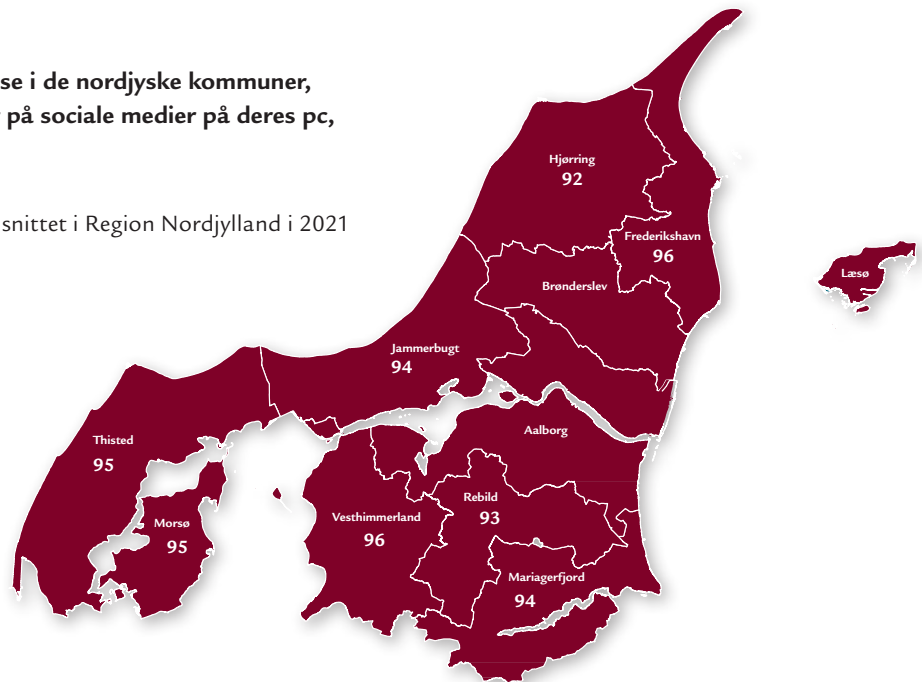 se i de nordjyske kommuner,
på sociale medier på deres pc,
snittet i Region Nordjylland i 2021
Hjørring
92
Frederikshavn
96
Læsø
Brønderslev
Jammerbugt
94
Aalborg
Thisted
95
Rebild
93
Vesthimmerland
96
Morsø
95
Mariagerfjord
94